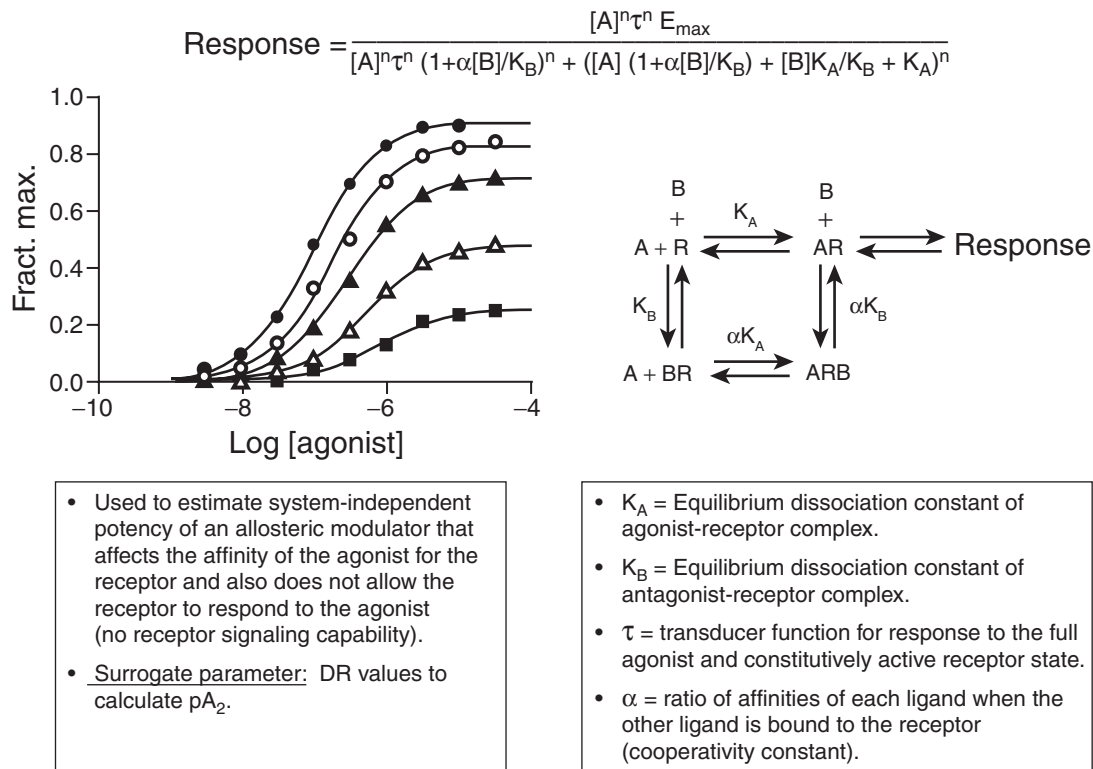 Response = [A]ⁿτⁿ E_max / [A]ⁿτⁿ (1+α[B]/K_B)ⁿ + ([A] (1+α[B]/K_B) + [B]K_A/K_B + K_A)ⁿ
1.0
0.8
0.6
0.4
0.2
0.0
Fract. max.
−10
−8
−6
−4
Log [agonist]
B
B
+
K_A
+
A + R
AR
Response
K_B
αK_B
αK_A
A + BR
ARB
• Used to estimate system-independent
potency of an allosteric modulator that
affects the affinity of the agonist for the
receptor and also does not allow the
receptor to respond to the agonist
(no receptor signaling capability).
• Surrogate parameter: DR values to
calculate pA₂.
• K_A = Equilibrium dissociation constant of
agonist-receptor complex.
• K_B = Equilibrium dissociation constant of
antagonist-receptor complex.
• τ = transducer function for response to the full
agonist and constitutively active receptor state.
• α = ratio of affinities of each ligand when the
other ligand is bound to the receptor
(cooperativity constant).